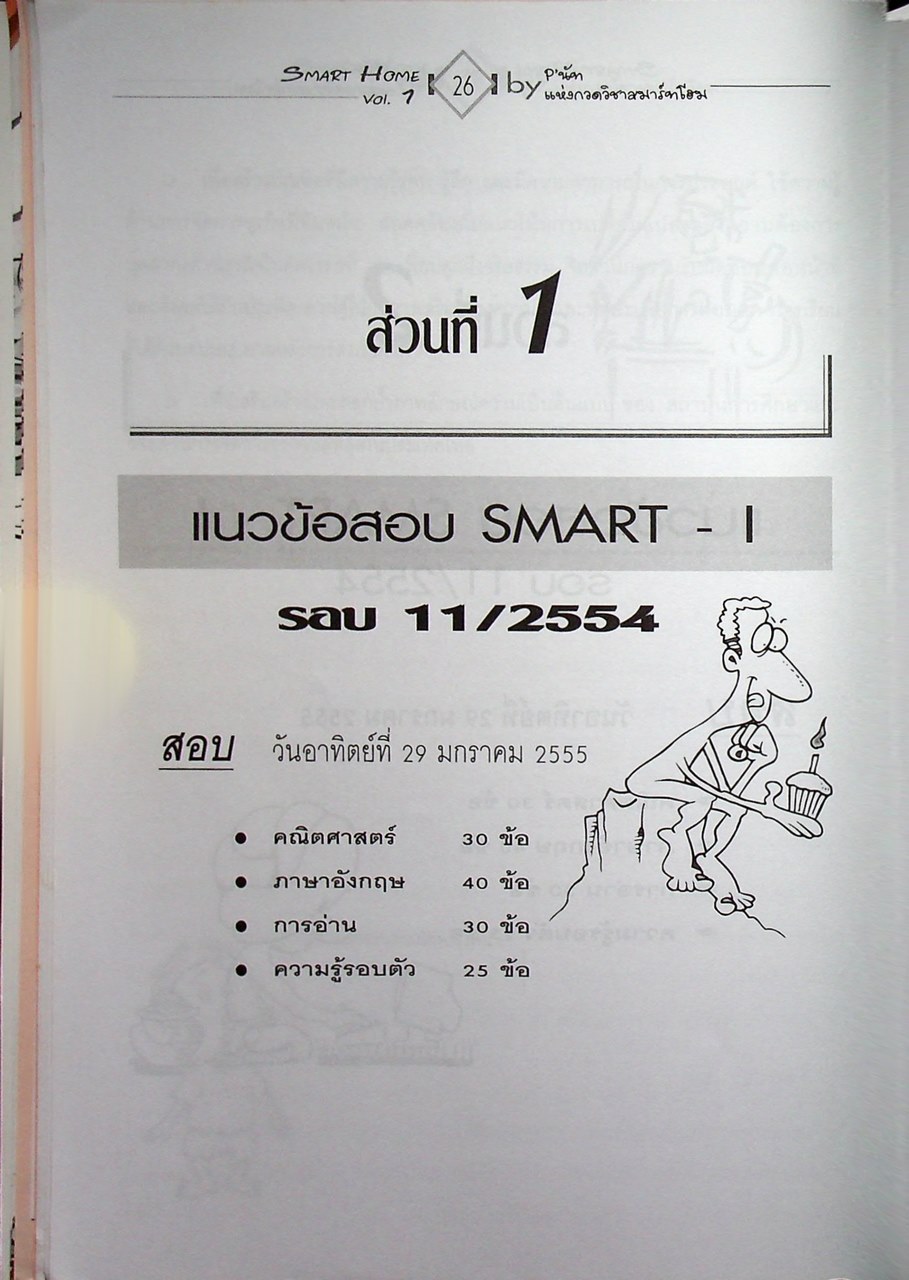 SMART HOME 26 by P'นัท
Vol. 1 แห่งกวดวิชาสมาร์ทโฮม
ส่วนที่ 1
แนวข้อสอบ SMART - I
รอบ 11/2554
สอบ วันอาทิตย์ที่ 29 มกราคม 2555
• คณิตศาสตร์ 30 ข้อ
• ภาษาอังกฤษ 40 ข้อ
• การอ่าน 30 ข้อ
• ความรู้รอบตัว 25 ข้อ